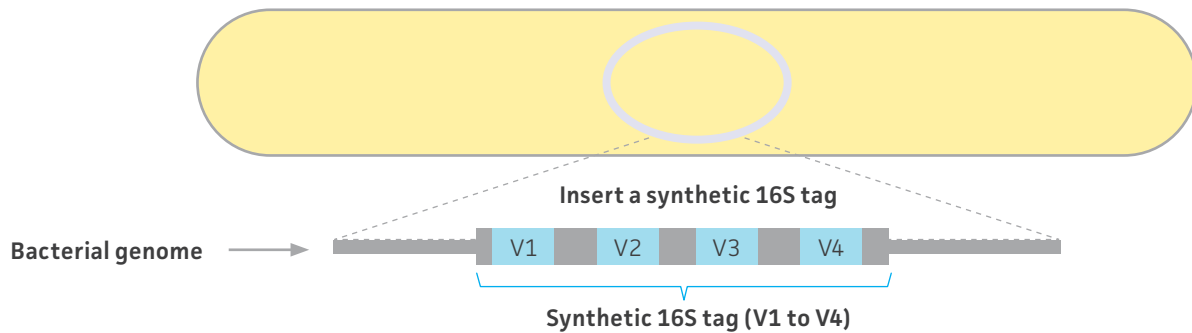 Insert a synthetic 16S tag
Bacterial genome
V1 V2 V3 V4
Synthetic 16S tag (V1 to V4)